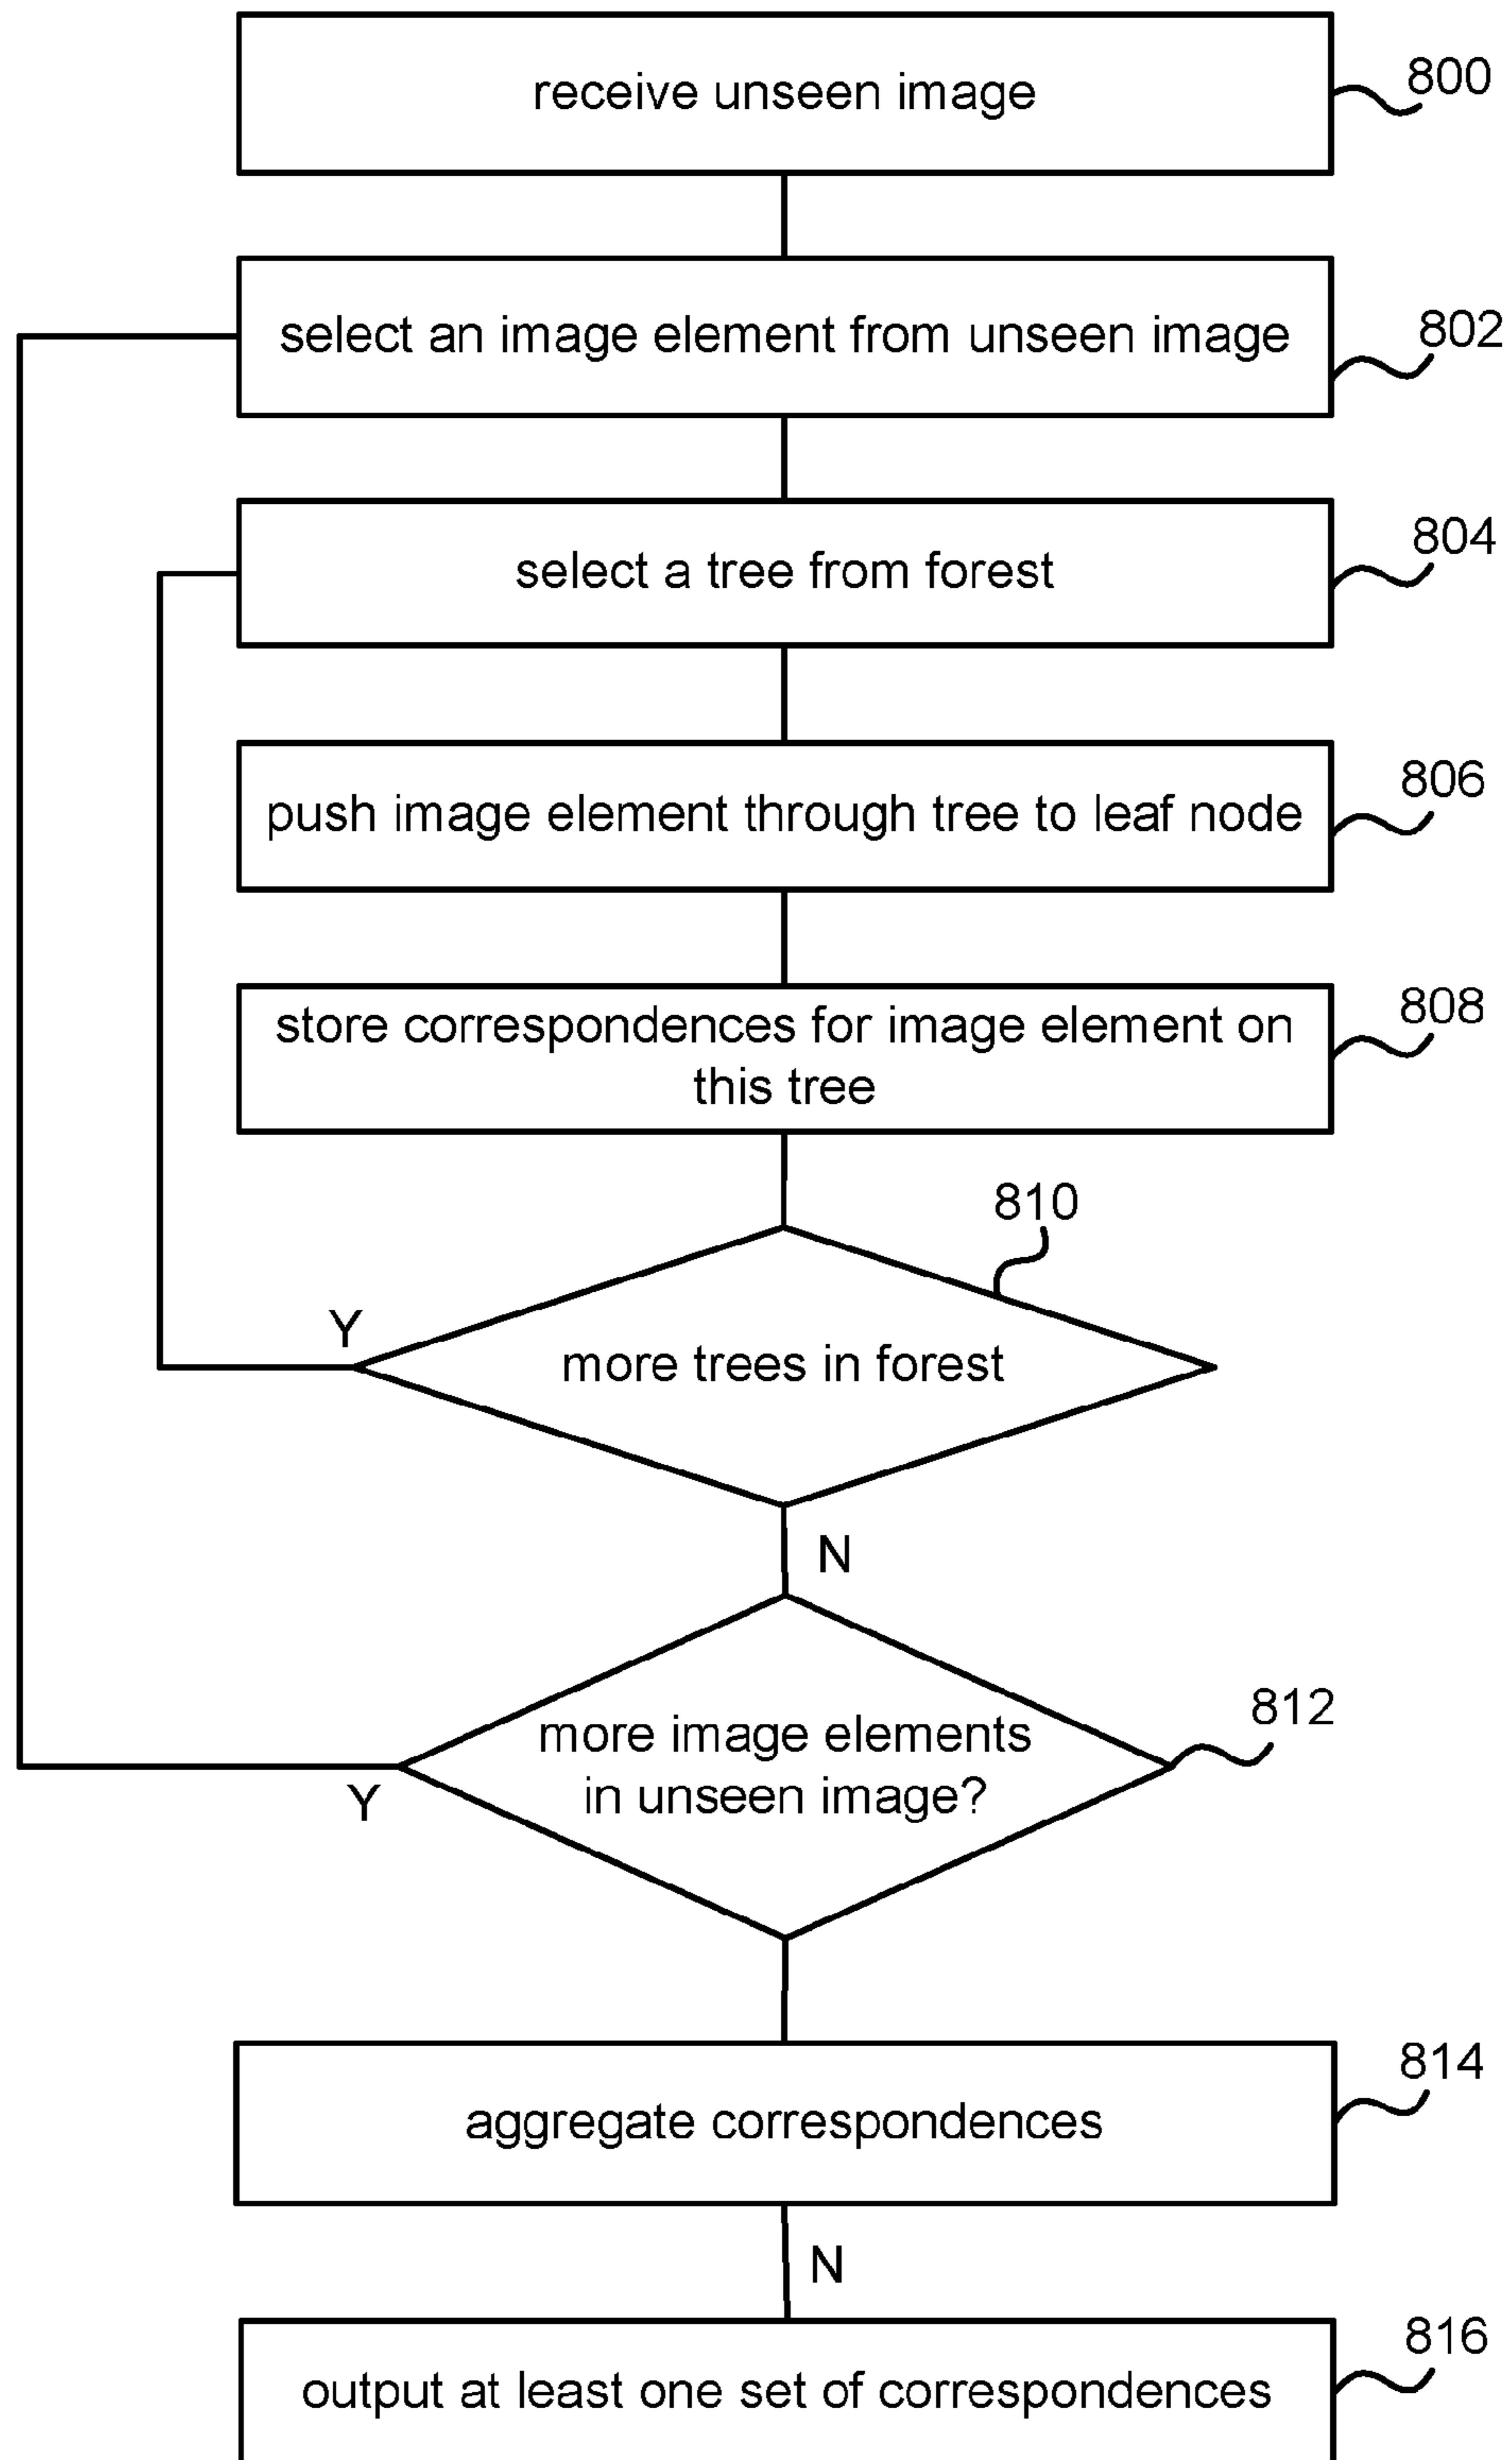 receive unseen image
800
select an image element from unseen image
802
select a tree from forest
804
push image element through tree to leaf node
806
store correspondences for image element on
this tree
808
810
more trees in forest
Y
N
more image elements
in unseen image?
812
Y
aggregate correspondences
814
N
output at least one set of correspondences
816